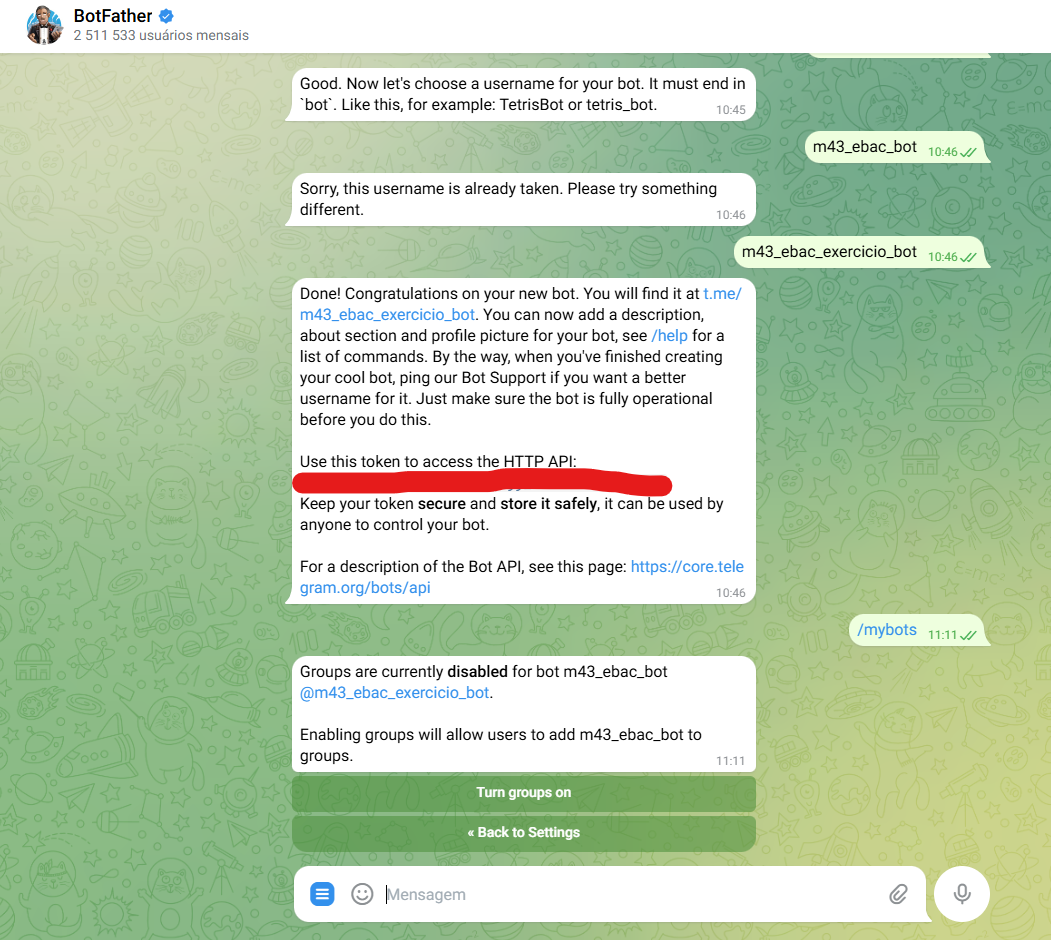 BotFather
2 511 533 usuários mensais
Good. Now let's choose a username for your bot. It must end in
`bot`. Like this, for example: TetrisBot or tetris_bot.
10:45
m43_ebac_bot 10:46
Sorry, this username is already taken. Please try something
different.
10:46
m43_ebac_exercicio_bot 10:46
Done! Congratulations on your new bot. You will find it at t.me/
m43_ebac_exercicio_bot. You can now add a description,
about section and profile picture for your bot, see /help for a
list of commands. By the way, when you've finished creating
your cool bot, ping our Bot Support if you want a better
username for it. Just make sure the bot is fully operational
before you do this.
Use this token to access the HTTP API:
Keep your token secure and store it safely, it can be used by
anyone to control your bot.
For a description of the Bot API, see this page: https://core.tele
gram.org/bots/api
10:46
/mybots 11:11
Groups are currently disabled for bot m43_ebac_bot
@m43_ebac_exercicio_bot.
Enabling groups will allow users to add m43_ebac_bot to
groups.
11:11
Turn groups on
« Back to Settings
Mensagem